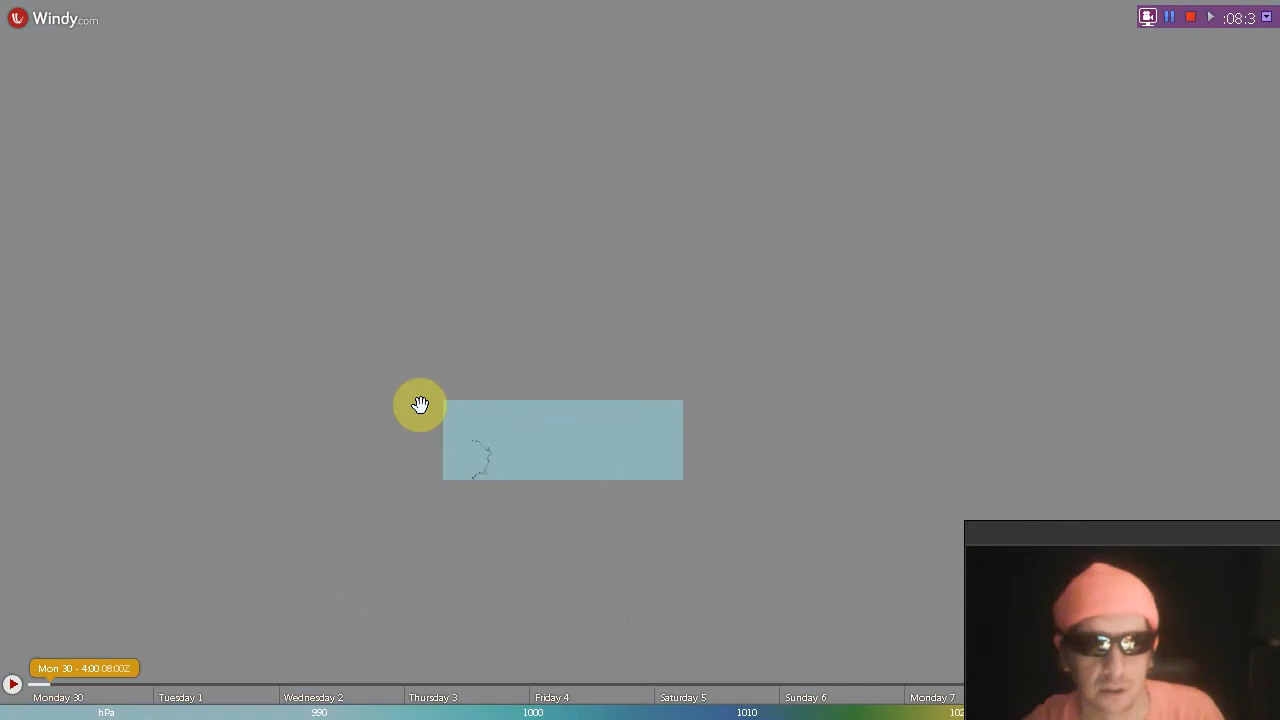 Windy.com
:08:3
Mon 30 - 4:00 08:00Z
Monday 30 Tuesday 1 Wednesday 2 Thursday 3 Friday 4 Saturday 5 Sunday 6 Monday 7
hPa 990 1000 1010 102